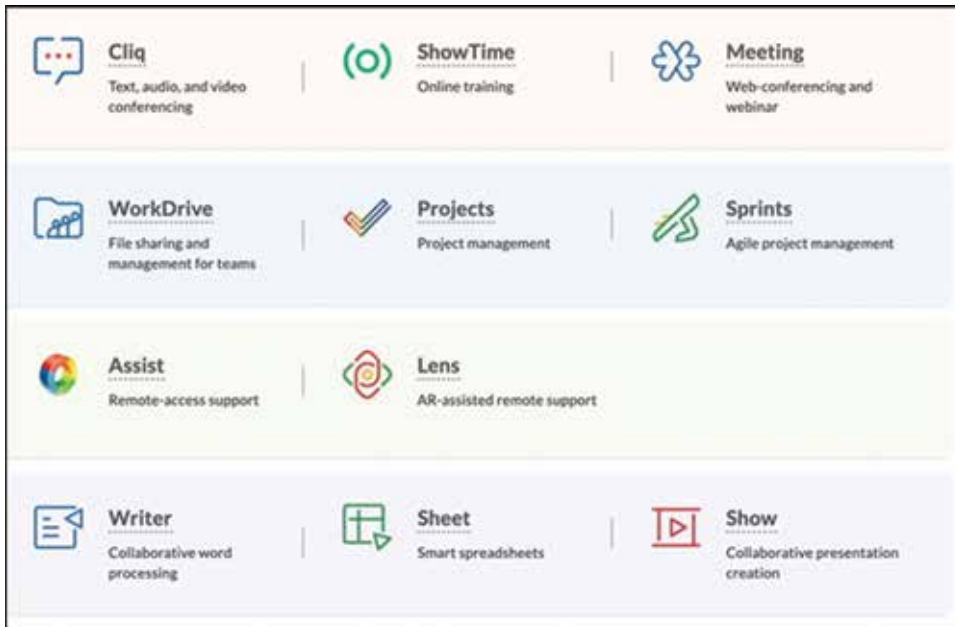 Cliq
Text, audio, and video
conferencing
ShowTime
Online training
Meeting
Web-conferencing and
webinar
WorkDrive
File sharing and
management for teams
Projects
Project management
Sprints
Agile project management
Assist
Remote-access support
Lens
AR-assisted remote support
Writer
Collaborative word
processing
Sheet
Smart spreadsheets
Show
Collaborative presentation
creation